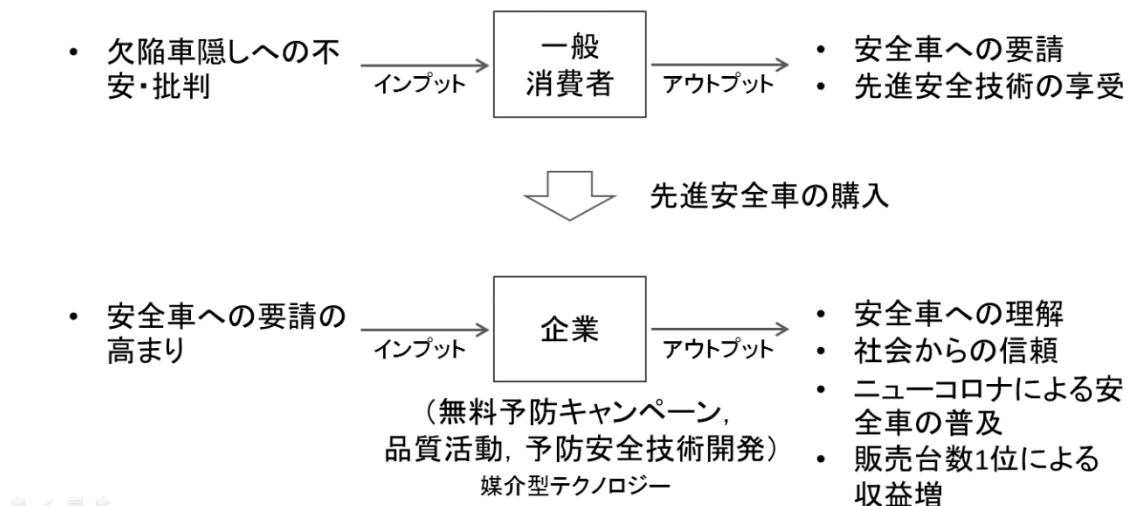 • 欠陥車隠しへの不
安・批判
インプット
一般
消費者
アウトプット
• 安全車への要請
• 先進安全技術の享受
先進安全車の購入
• 安全車への要請の
高まり
インプット
企業
アウトプット
（無料予防キャンペーン,
品質活動, 予防安全技術開発）
媒介型テクノロジー
• 安全車への理解
• 社会からの信頼
• ニューコロナによる安
全車の普及
• 販売台数1位による
収益増